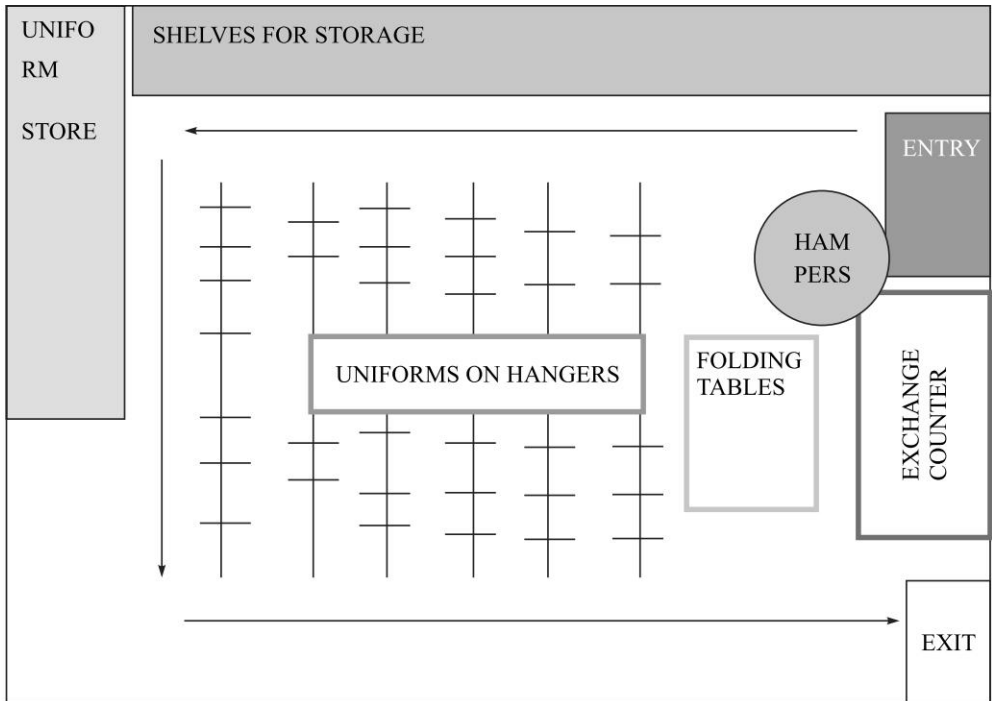 UNIFO
RM
STORE
SHELVES FOR STORAGE
ENTRY
HAM
PERS
UNIFORMS ON HANGERS
FOLDING
TABLES
EXCHANGE
COUNTER
EXIT